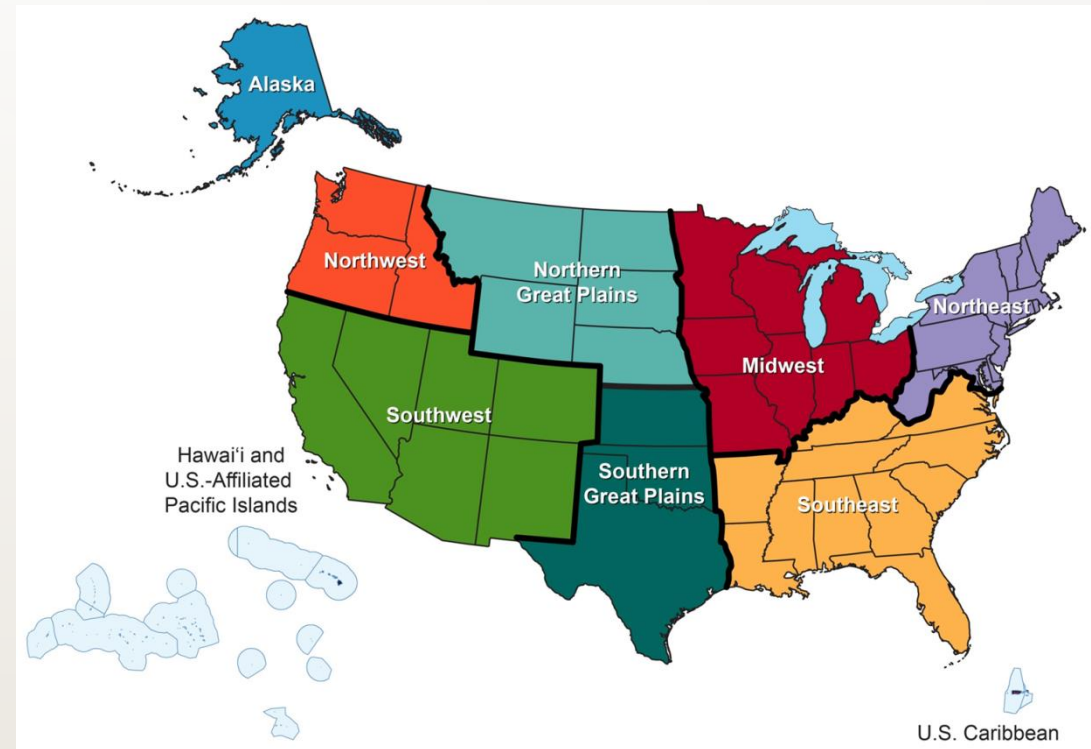 Alaska
Northwest
Northern
Great Plains
Northeast
Midwest
Southwest
Hawai‘i and
U.S.-Affiliated
Pacific Islands
Southern
Great Plains
Southeast
U.S. Caribbean